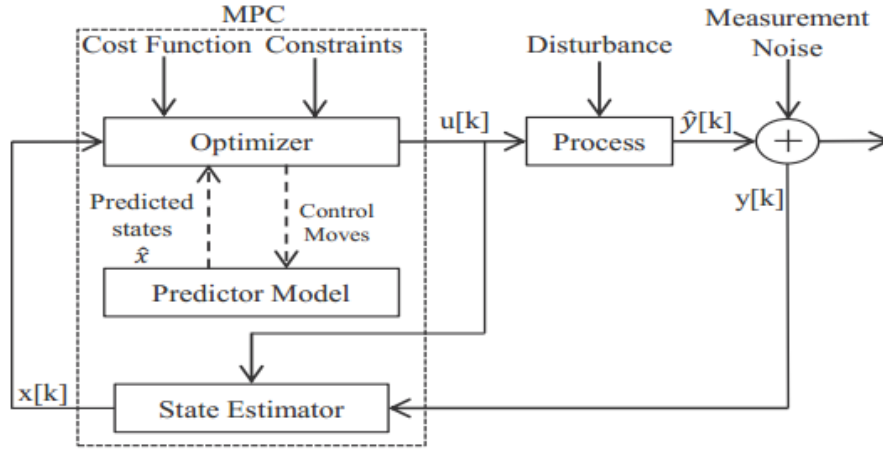 MPC
Cost Function Constraints
Disturbance
Measurement
Noise
Optimizer
u[k]
Process
ŷ[k]
+
y[k]
Predicted
states
x̂
Control
Moves
Predictor Model
x[k]
State Estimator